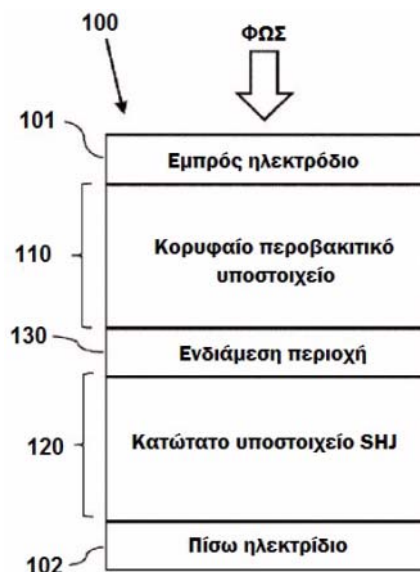 100
ΦΩΣ
101
Εμπρός ηλεκτρόδιο
110
Κορυφαίο περοβακιτικό
υποστοιχείο
130
Ενδιάμεση περιοχή
120
Κατώτατο υποστοιχείο SHJ
Πίσω ηλεκτρίδιο
102